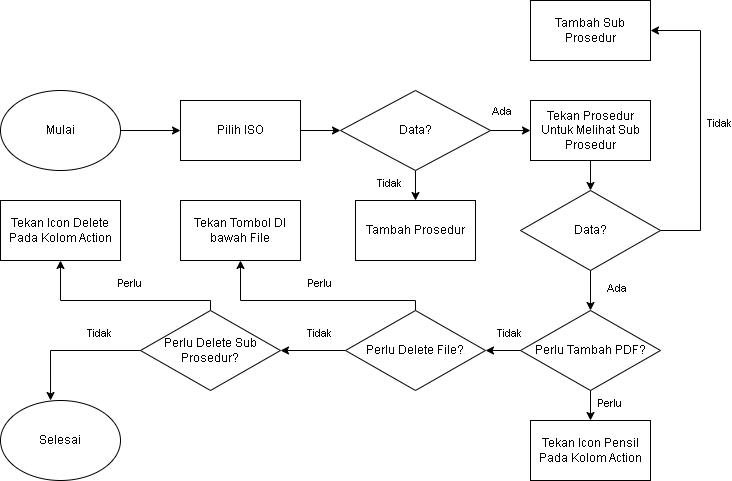 Tambah Sub
Prosedur
Mulai
Pilih ISO
Data?
Ada
Tekan Prosedur
Untuk Melihat Sub
Prosedur
Tidak
Tidak
Tekan Icon Delete
Pada Kolom Action
Tekan Tombol DI
bawah File
Tambah Prosedur
Data?
Perlu
Perlu
Ada
Tidak
Perlu Delete Sub
Prosedur?
Tidak
Perlu Delete File?
Tidak
Perlu Tambah PDF?
Perlu
Selesai
Tekan Icon Pensil
Pada Kolom Action